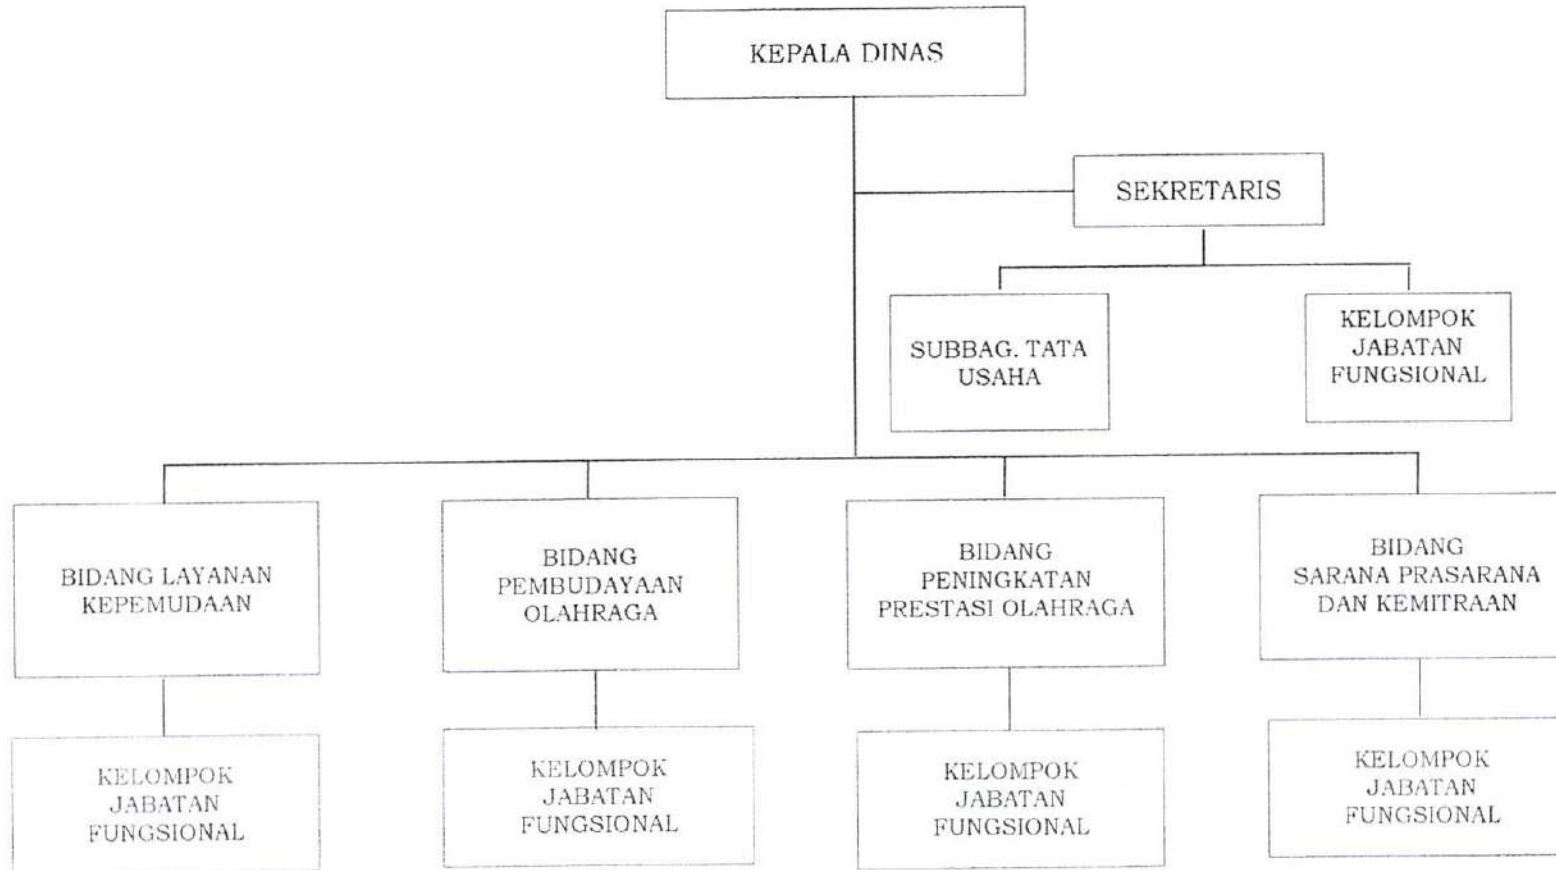 KEPALA DINAS
SEKRETARIS
SUBBAG. TATA
USAHA
KELOMPOK
JABATAN
FUNGSIONAL
BIDANG LAYANAN
KEPEMUDAAN
BIDANG
PEMBUDAYAAN
OLAHRAGA
BIDANG
PENINGKATAN
PRESTASI OLAHRAGA
BIDANG
SARANA PRASARANA
DAN KEMITRAAN
KELOMPOK
JABATAN
FUNGSIONAL
KELOMPOK
JABATAN
FUNGSIONAL
KELOMPOK
JABATAN
FUNGSIONAL
KELOMPOK
JABATAN
FUNGSIONAL